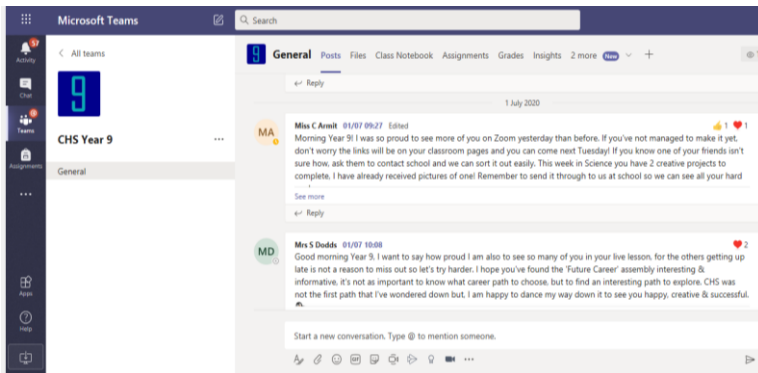 Microsoft Teams
Search
57
Activity
Chat
Teams
Assignments
Apps
Help
All teams
9
CHS Year 9
General
9
General Posts Files Class Notebook Assignments Grades Insights 2 more New
Reply
1 July 2020
MA
Miss C Armit 01/07 09:27 Edited
1 1
Morning Year 9! I was so proud to see more of you on Zoom yesterday than before. If you've not managed to make it yet,
don't worry the links will be on your classroom pages and you can come next Tuesday! If you know one of your friends isn't
sure how, ask them to contact school and we can sort it out easily. This week in Science you have 2 creative projects to
complete, I have already received pictures of one! Remember to send it through to us at school so we can see all your hard
See more
Reply
MD
Mrs S Dodds 01/07 10:08
2
Good morning Year 9, I want to say how proud I am also to see so many of you in your live lesson, for the others getting up
late is not a reason to miss out so let's try harder. I hope you've found the 'Future Career' assembly interesting &
informative, it's not as important to know what career path to choose, but to find an interesting path to explore. CHS was
not the first path that I've wondered down but, I am happy to dance my way down it to see you happy, creative & successful.
Start a new conversation. Type @ to mention someone.
GIF